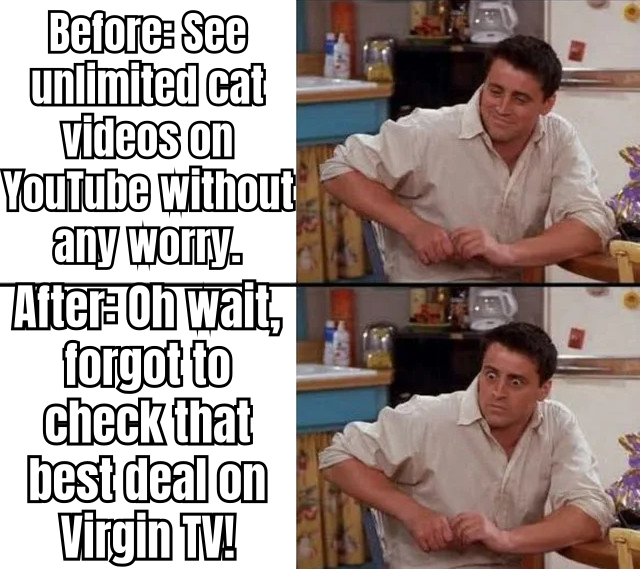 Before: See
unlimited cat
videos on
YouTube without
any worry.
After: Oh wait,
forgot to
check that
best deal on
Virgin TV!